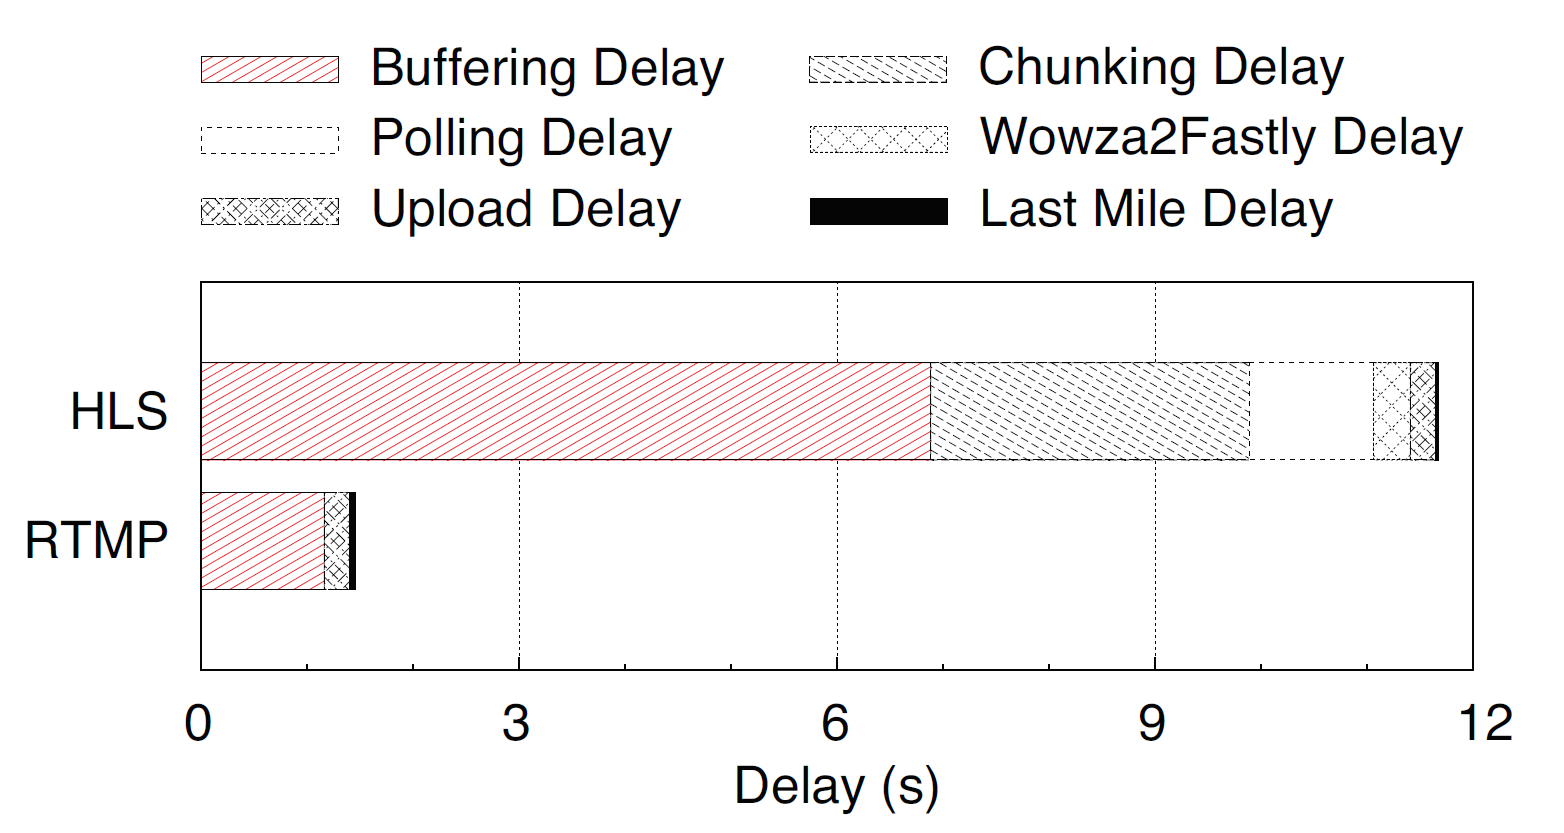 Buffering Delay
Chunking Delay
Polling Delay
Wowza2Fastly Delay
Upload Delay
Last Mile Delay
HLS
RTMP
0 3 6 9 12
Delay (s)